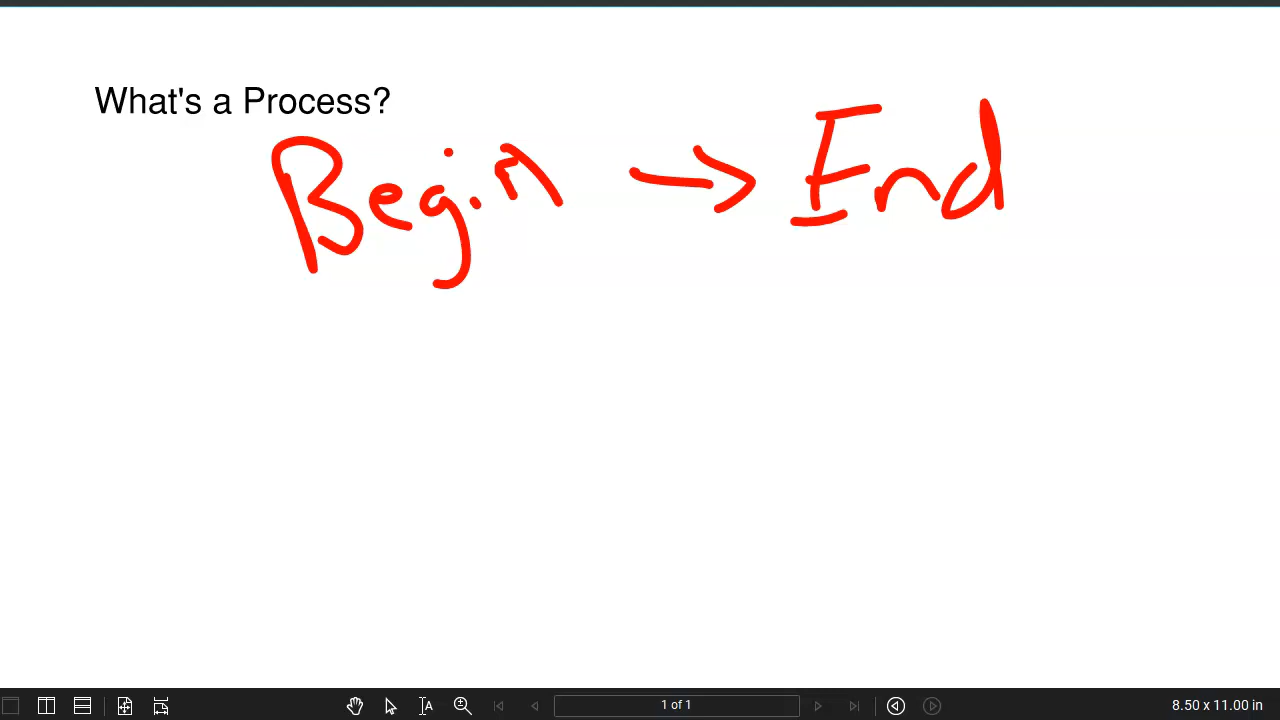 What's a Process?
Begin → End
1 of 1
8.50 x 11.00 in